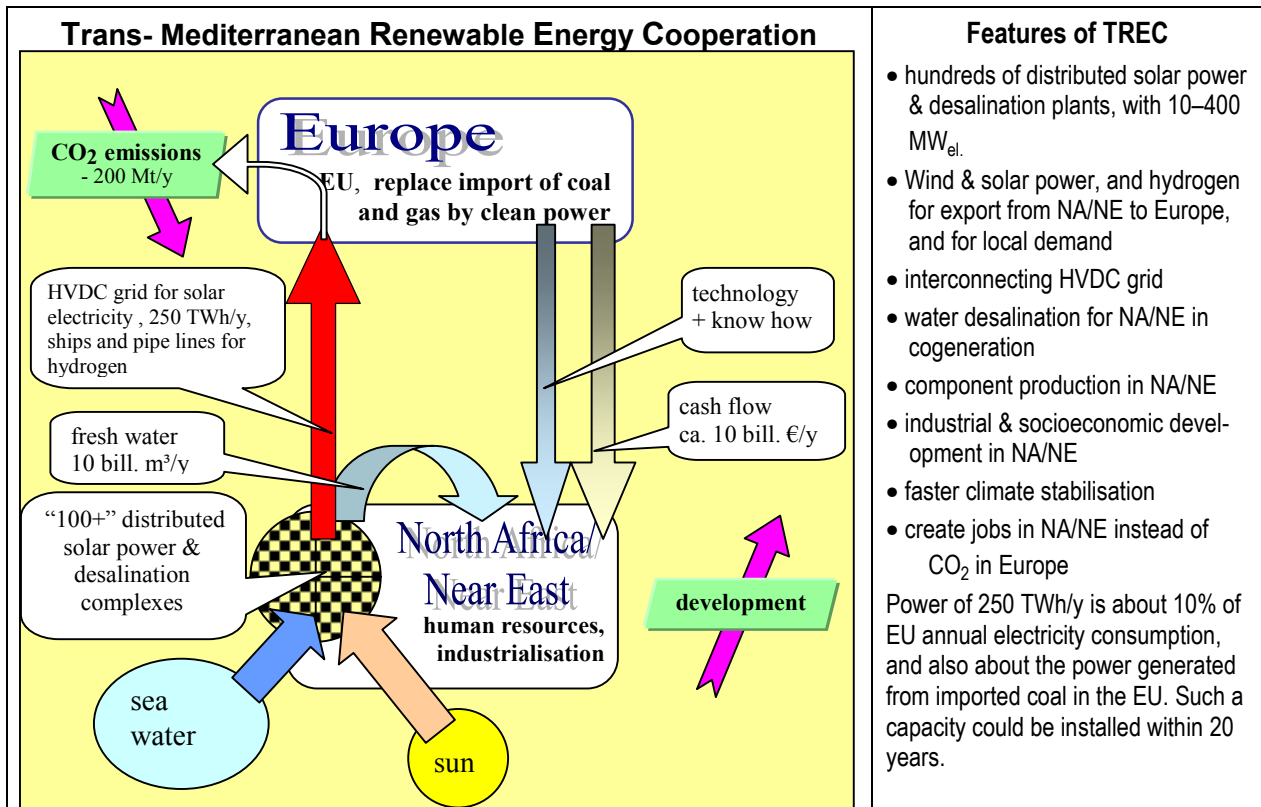 Trans- Mediterranean Renewable Energy Cooperation
CO2 emissions
- 200 Mt/y
Europe
EU, replace import of coal
and gas by clean power
HVDC grid for solar
electricity , 250 TWh/y,
ships and pipe lines for
hydrogen
technology
+ know how
fresh water
10 bill. m³/y
cash flow
ca. 10 bill. €/y
“100+” distributed
solar power &
desalination
complexes
North Africa/
Near East
human resources,
industrialisation
development
sea
water
sun
Features of TREC
• hundreds of distributed solar power
& desalination plants, with 10–400
MWel.
• Wind & solar power, and hydrogen
for export from NA/NE to Europe,
and for local demand
• interconnecting HVDC grid
• water desalination for NA/NE in
cogeneration
• component production in NA/NE
• industrial & socioeconomic devel-
opment in NA/NE
• faster climate stabilisation
• create jobs in NA/NE instead of
CO2 in Europe
Power of 250 TWh/y is about 10% of
EU annual electricity consumption,
and also about the power generated
from imported coal in the EU. Such a
capacity could be installed within 20
years.